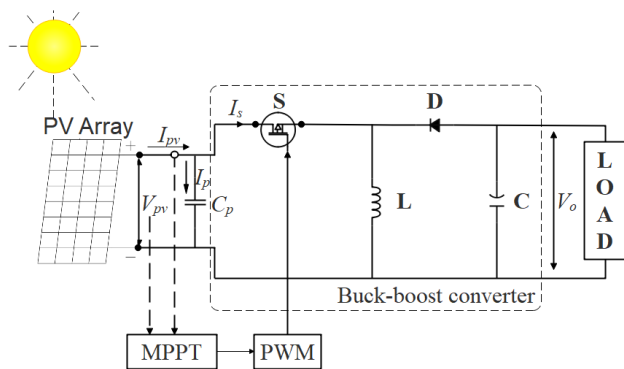 PV Array
+
I_pv
I_s
S
D
I_p
V_pv
C_p
L
C
V_o
L
O
A
D
−
Buck-boost converter
MPPT
PWM